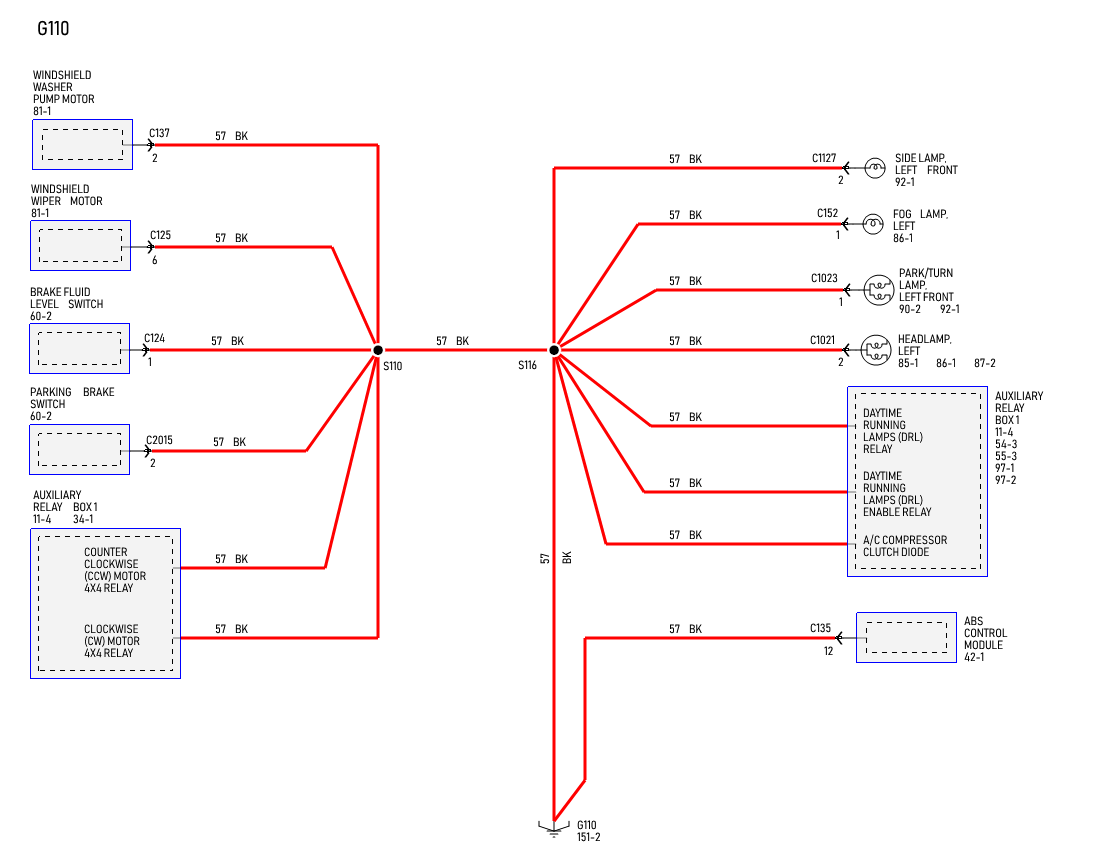 G110
WINDSHIELD
WASHER
PUMP MOTOR
81-1
C137
57 BK
2
WINDSHIELD
WIPER MOTOR
81-1
C125
57 BK
6
BRAKE FLUID
LEVEL SWITCH
60-2
C124
57 BK
1
PARKING BRAKE
SWITCH
60-2
C2015
57 BK
2
AUXILIARY
RELAY BOX 1
11-4 34-1
COUNTER
CLOCKWISE
(CCW) MOTOR
4X4 RELAY
57 BK
CLOCKWISE
(CW) MOTOR
4X4 RELAY
57 BK
S110
57 BK
S116
57 BK
C1127
2
SIDE LAMP,
LEFT FRONT
92-1
57 BK
C152
1
FOG LAMP,
LEFT
86-1
57 BK
C1023
1
PARK/TURN
LAMP,
LEFT FRONT
90-2 92-1
57 BK
C1021
2
HEADLAMP,
LEFT
85-1 86-1 87-2
57 BK
DAYTIME
RUNNING
LAMPS (DRL)
RELAY
57 BK
DAYTIME
RUNNING
LAMPS (DRL)
ENABLE RELAY
57 BK
A/C COMPRESSOR
CLUTCH DIODE
AUXILIARY
RELAY
BOX 1
11-4
54-3
55-3
97-1
97-2
57 BK
57 BK
C135
12
ABS
CONTROL
MODULE
42-1
G110
151-2